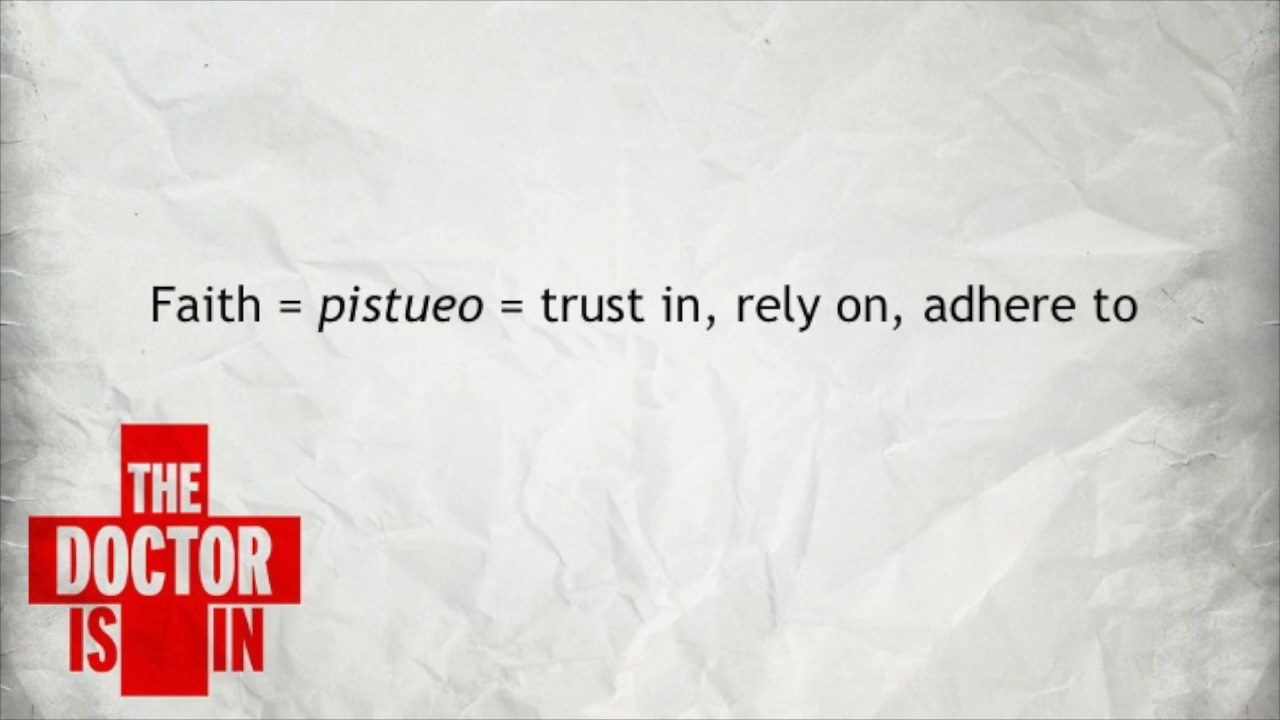 Faith = pistueo = trust in, rely on, adhere to
THE
DOCTOR
IS IN